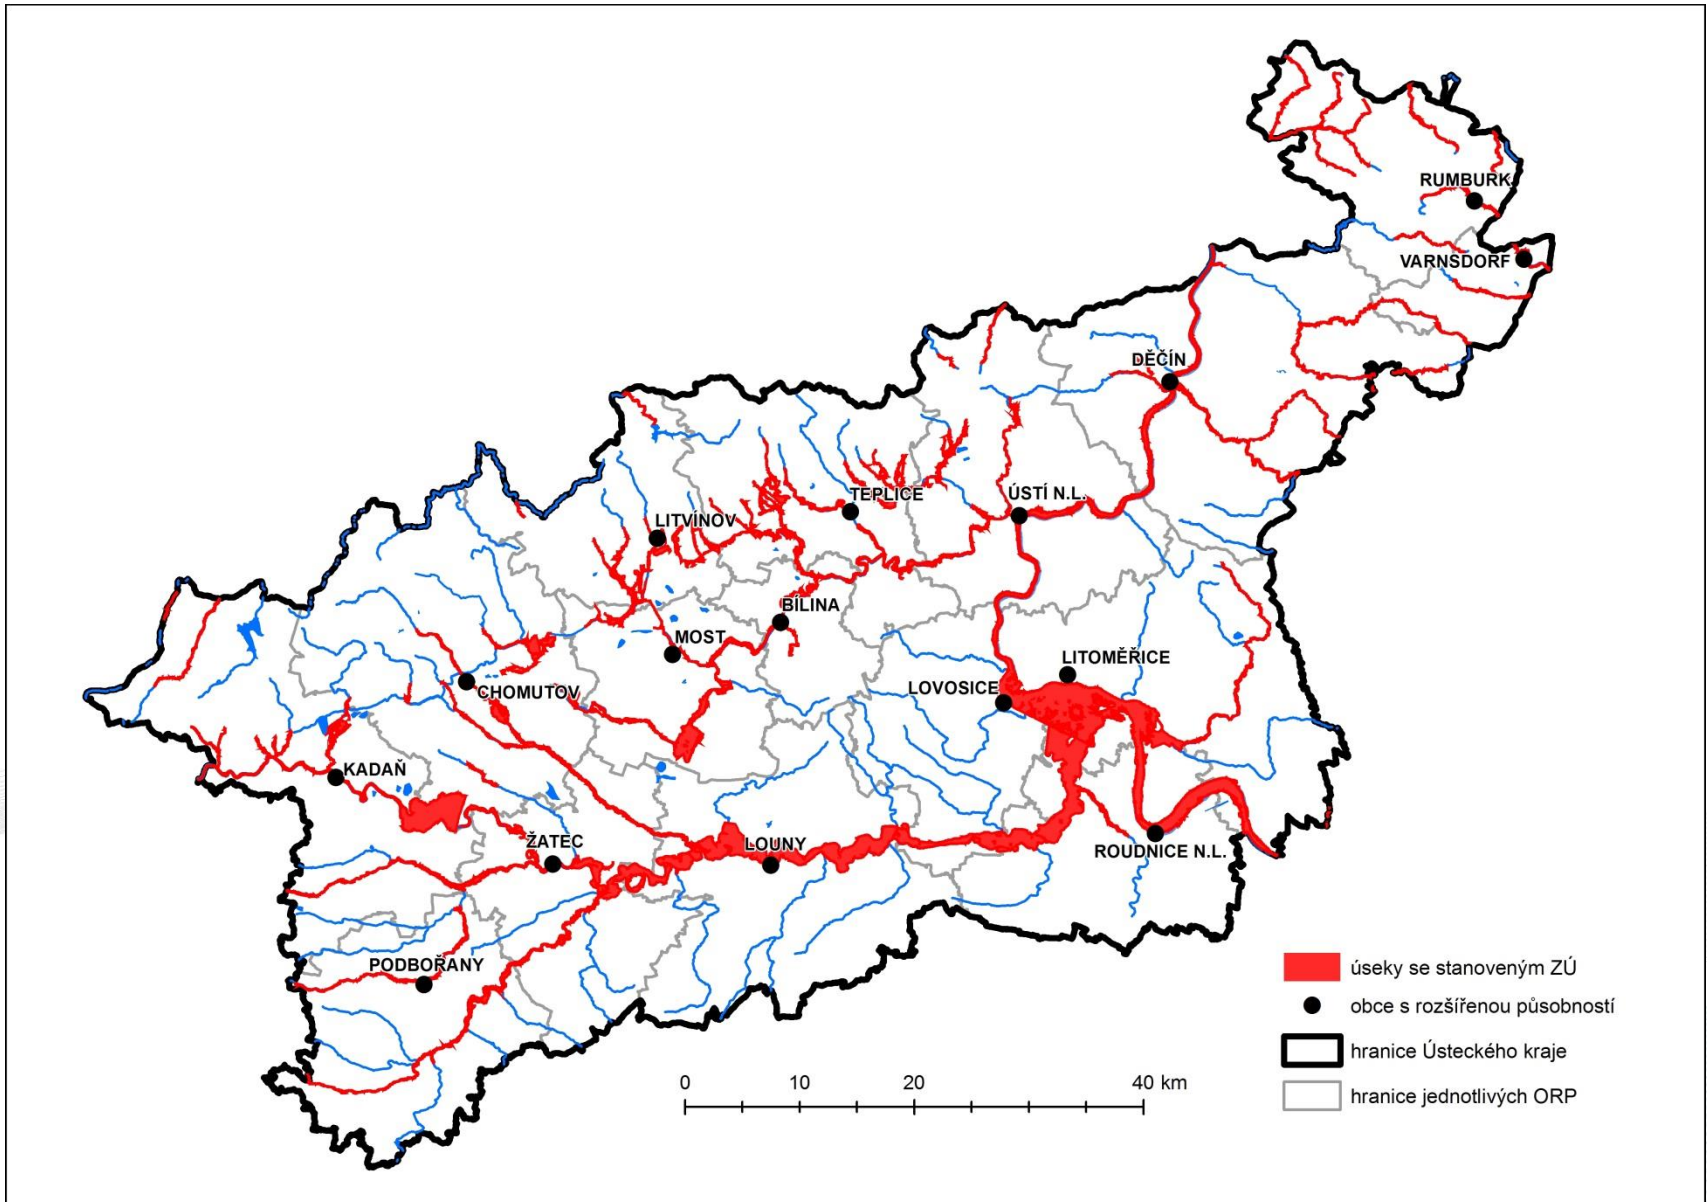 RUMBURK
VARNSDORF
DĚČÍN
TEPLICE
ÚSTÍ N.L.
LITVÍNOV
BÍLINA
MOST
LITOMĚŘICE
CHOMUTOV
LOVOSICE
KADAŇ
ŽATEC
LOUNY
ROUDNICE N.L.
PODBOŘANY
úseky se stanoveným ZÚ
obce s rozšířenou působností
hranice Ústeckého kraje
hranice jednotlivých ORP
0 10 20 40 km